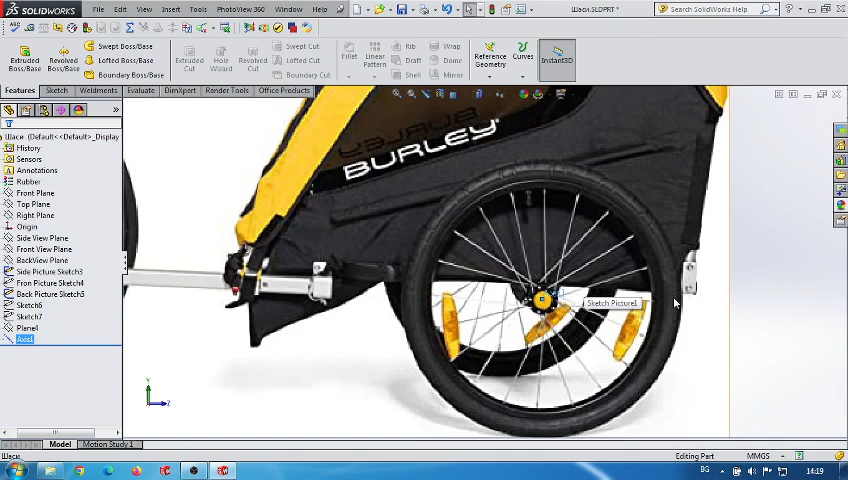 SOLIDWORKS
File Edit View Insert Tools PhotoView 360 Window Help
Шаси.SLDPRT *
Search SolidWorks Help
Extruded Boss/Base
Revolved Boss/Base
Swept Boss/Base
Lofted Boss/Base
Boundary Boss/Base
Extruded Cut
Hole Wizard
Revolved Cut
Swept Cut
Lofted Cut
Boundary Cut
Fillet
Linear Pattern
Rib
Draft
Shell
Wrap
Dome
Mirror
Reference Geometry
Curves
Instant3D
Features Sketch Weldments Evaluate DimXpert Render Tools Office Products
Шаси (Default<<Default>_Display
History
Sensors
Annotations
Rubber
Front Plane
Top Plane
Right Plane
Origin
Side View Plane
Front View Plane
BackView Plane
Side Picture Sketch3
Fron Picture Sketch4
Back Picture Sketch5
Sketch6
Sketch7
Plane4
Axis1
BURLEY
Sketch Picture1
Y
Z
Model Motion Study 1
Шаси
Editing Part
MMGS
BG
14:19